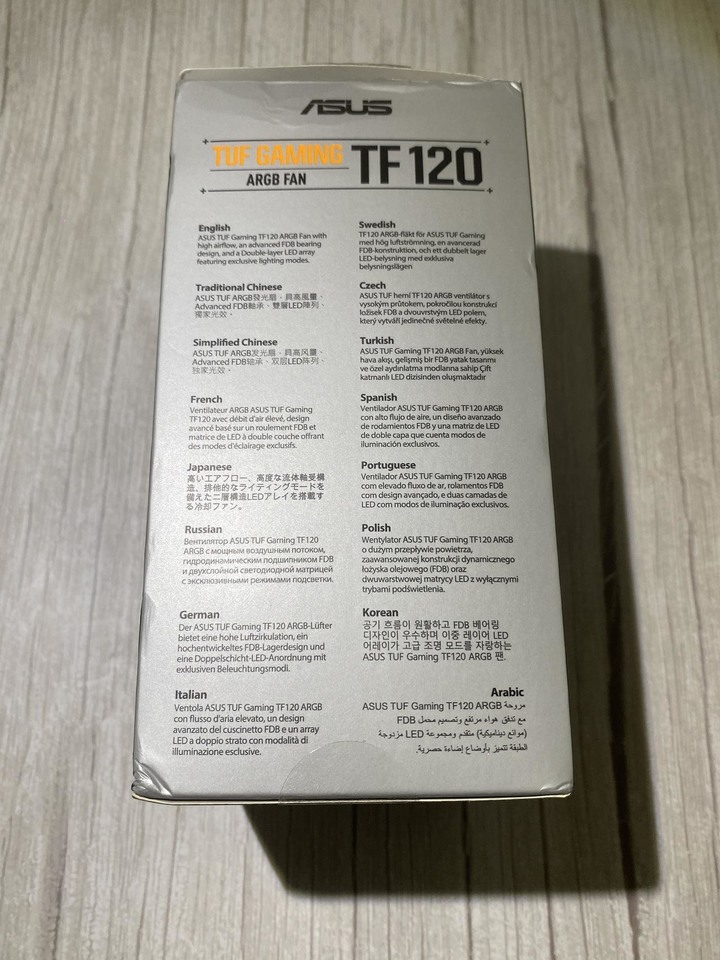 ASUS
TUF GAMING
ARGB FAN
TF 120
English
ASUS TUF Gaming TF120 ARGB Fan with
high airflow, an advanced FDB bearing
design, and a Double-layer LED array
featuring exclusive lighting modes.
Traditional Chinese
ASUS TUF ARGB發光扇、具高風量、
Advanced FDB軸承、雙層LED陣列、
獨家光效。
Simplified Chinese
ASUS TUF ARGB发光扇、具高风量、
Advanced FDB轴承、双层LED阵列、
独家光效。
French
Ventilateur ARGB ASUS TUF Gaming
TF120 avec débit d'air élevé, design
avancé basé sur un roulement FDB et
matrice de LED à double couche offrant
des modes d'éclairage exclusifs.
Japanese
高いエアフロー、高度な流体軸受構
造、排他的なライティングモードを
備えた二層構造LEDアレイを搭載す
る冷却ファン。
Russian
Вентилятор ASUS TUF Gaming TF120
ARGB с мощным воздушным потоком,
гидродинамическим подшипником FDB
и двухслойной светодиодной матрицей
с эксклюзивными режимами подсветки.
German
Der ASUS TUF Gaming TF120 ARGB-Lüfter
bietet eine hohe Luftzirkulation, ein
hochentwickeltes FDB-Lagerdesign und
eine Doppelschicht-LED-Anordnung mit
exklusiven Beleuchtungsmodi.
Italian
Ventola ASUS TUF Gaming TF120 ARGB
con flusso d'aria elevato, un design
avanzato del cuscinetto FDB e un array
LED a doppio strato con modalità di
illuminazione esclusive.
Swedish
TF120 ARGB-fläkt för ASUS TUF Gaming
med hög luftströmning, en avancerad
FDB-konstruktion, och ett dubbelt lager
LED-belysning med exklusiva
belysningslägen
Czech
ASUS TUF herní TF120 ARGB ventilátor s
vysokým průtokem, pokročilou konstrukcí
ložisek FDB a dvouvrstvým LED polem,
který vytváří jedinečné světelné efekty.
Turkish
ASUS TUF Gaming TF120 ARGB Fan, yüksek
hava akışı, gelişmiş bir FDB yatak tasarımı
ve özel aydınlatma modlarına sahip Çift
katmanlı LED dizisinden oluşmaktadır
Spanish
Ventilador ASUS TUF Gaming TF120 ARGB
con alto flujo de aire, un diseño avanzado
de rodamientos FDB y una matriz de LED
de doble capa que cuenta modos de
iluminación exclusivos.
Portuguese
Ventilador ASUS TUF Gaming TF120 ARGB
com elevado fluxo de ar, rolamentos FDB
com design avançado, e duas camadas de
LED com modos de iluminação exclusivos.
Polish
Wentylator ASUS TUF Gaming TF120 ARGB
o dużym przepływie powietrza,
zaawansowanej konstrukcji dynamicznego
łożyska olejowego (FDB) oraz
dwuwarstwowej matrycy LED z wyłącznymi
trybami podświetlenia.
Korean
공기 흐름이 원활하고 FDB 베어링
디자인이 우수하며 이중 레이어 LED
어레이가 고급 조명 모드를 자랑하는
ASUS TUF Gaming TF120 ARGB 팬.
Arabic
مروحة ASUS TUF Gaming TF120 ARGB
مع تدفق هواء مرتفع وتصميم محمل FDB
(موانع ديناميكية) متقدم ومجموعة LED مزدوجة
الطبقة تتميز بأوضاع إضاءة حصرية.